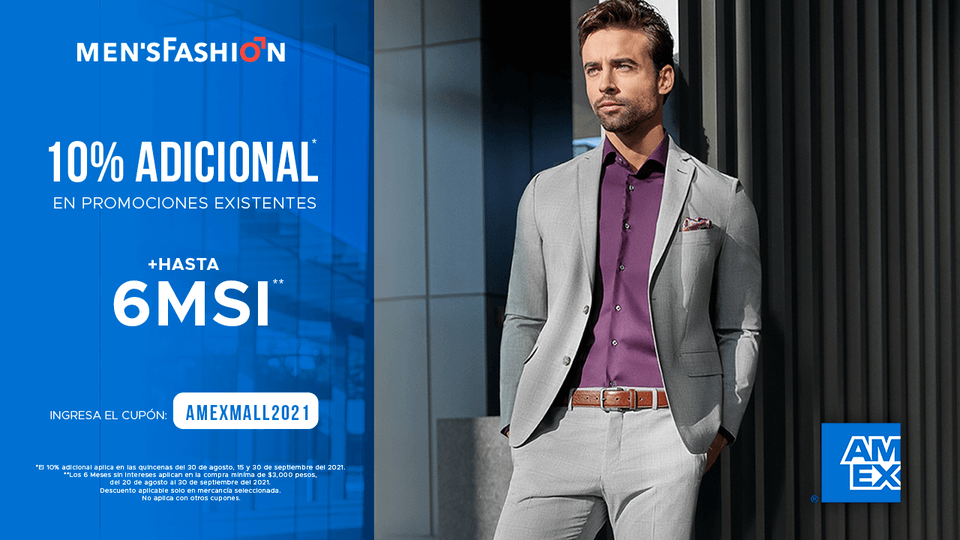 MEN'SFASHION
10% ADICIONAL*
EN PROMOCIONES EXISTENTES
+HASTA
6MSI**
INGRESA EL CUPÓN: AMEXMALL2021
*El 10% adicional aplica en las quincenas del 30 de agosto, 15 y 30 de septiembre del 2021.
**Los 6 Meses sin Intereses aplican en la compra mínima de $3,000 pesos,
del 20 de agosto al 30 de septiembre del 2021.
Descuento aplicable solo en mercancía seleccionada.
No aplica con otros cupones.
AM
EX
®